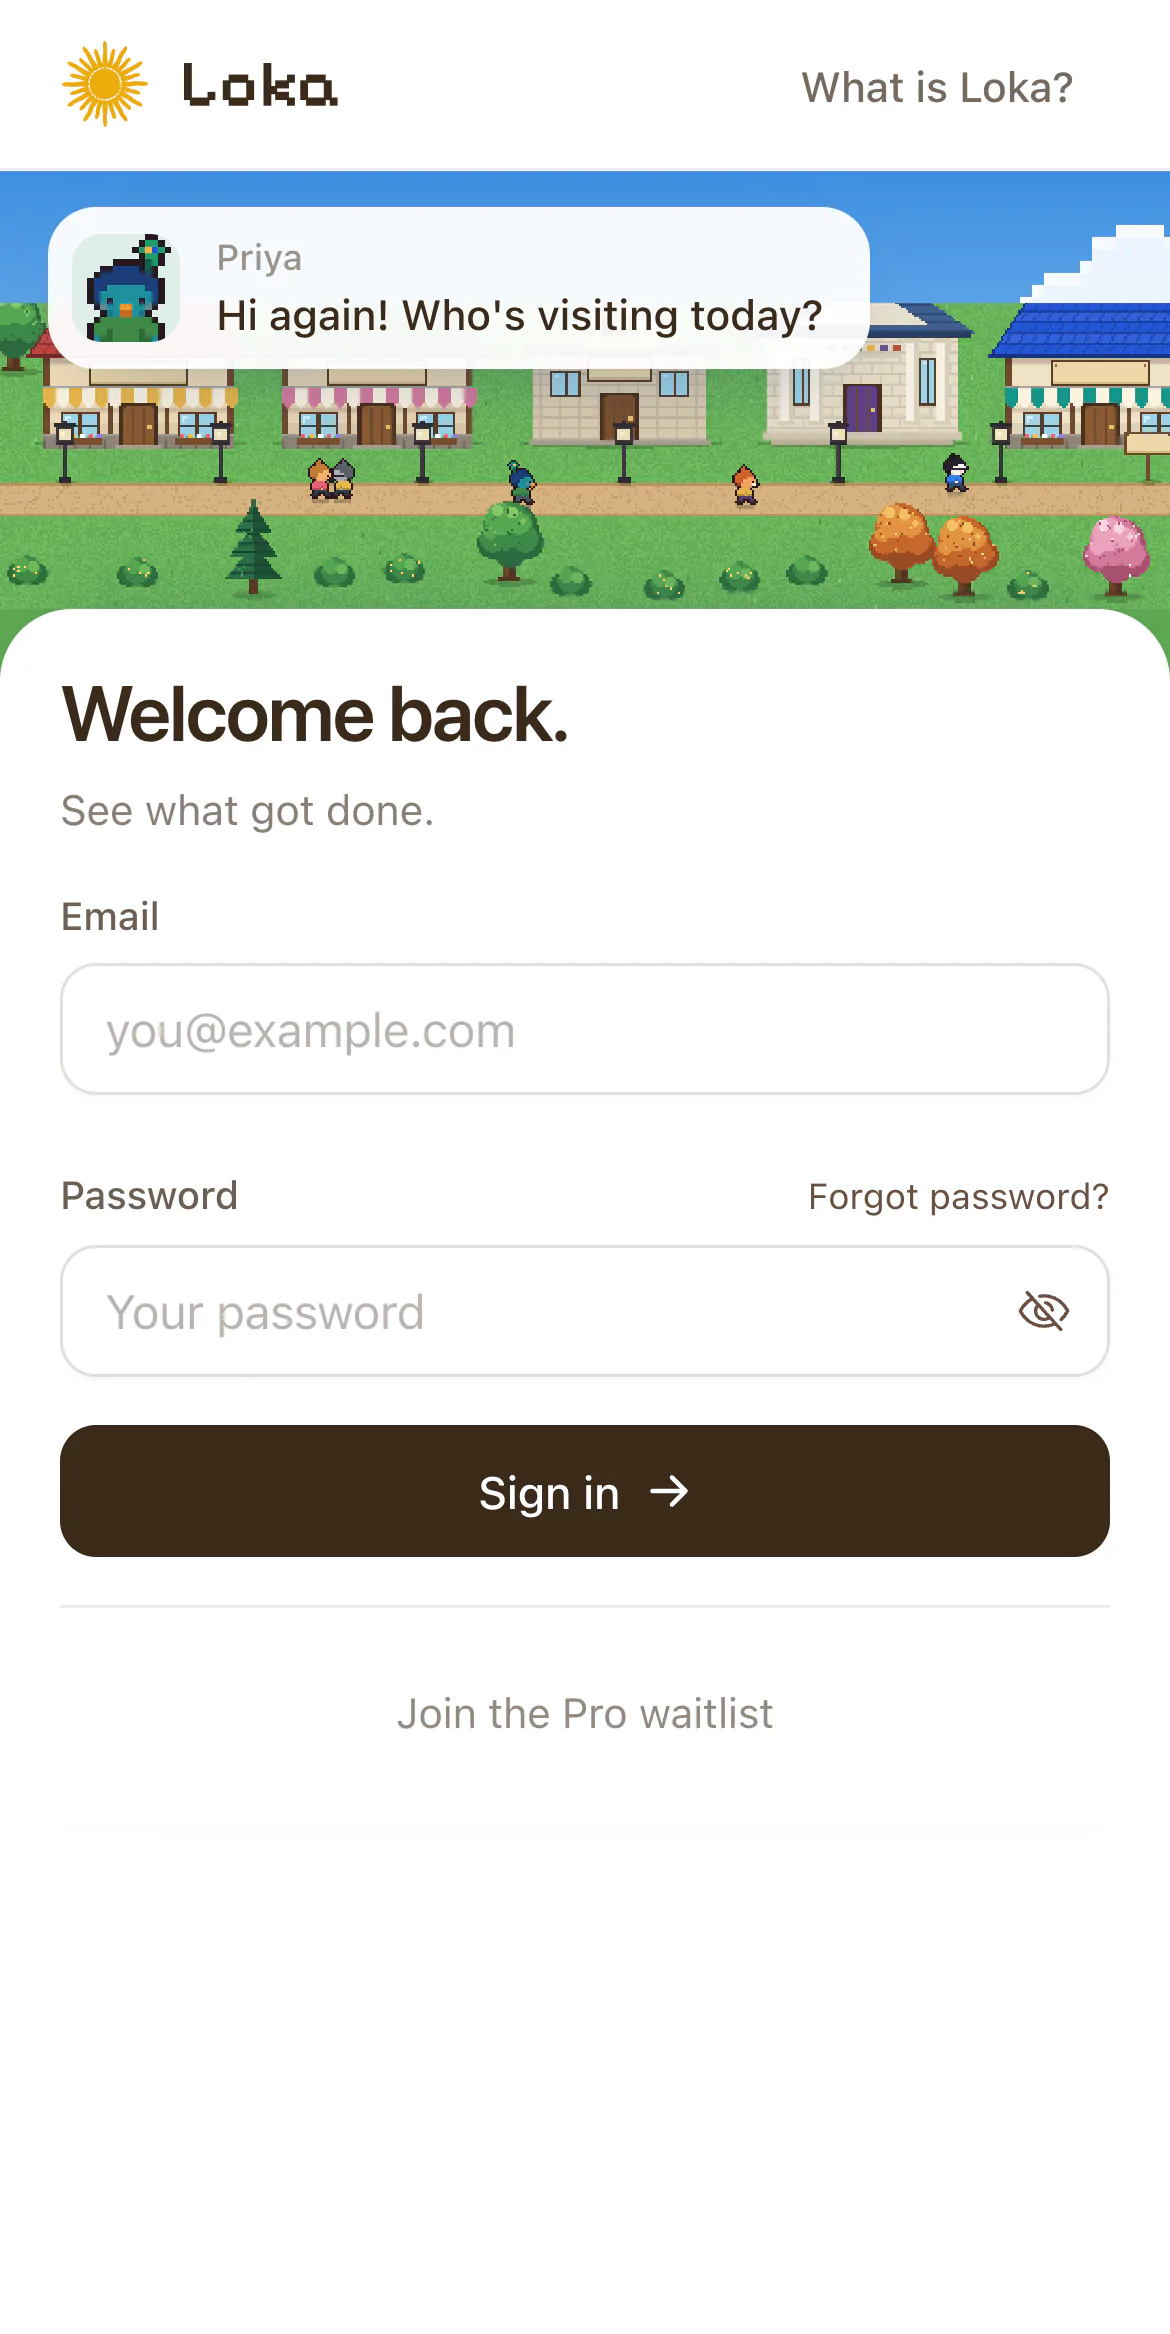 Loka
What is Loka?
Priya
Hi again! Who's visiting today?
Welcome back.
See what got done.
Email
you@example.com
Password
Forgot password?
Your password
Sign in →
Join the Pro waitlist